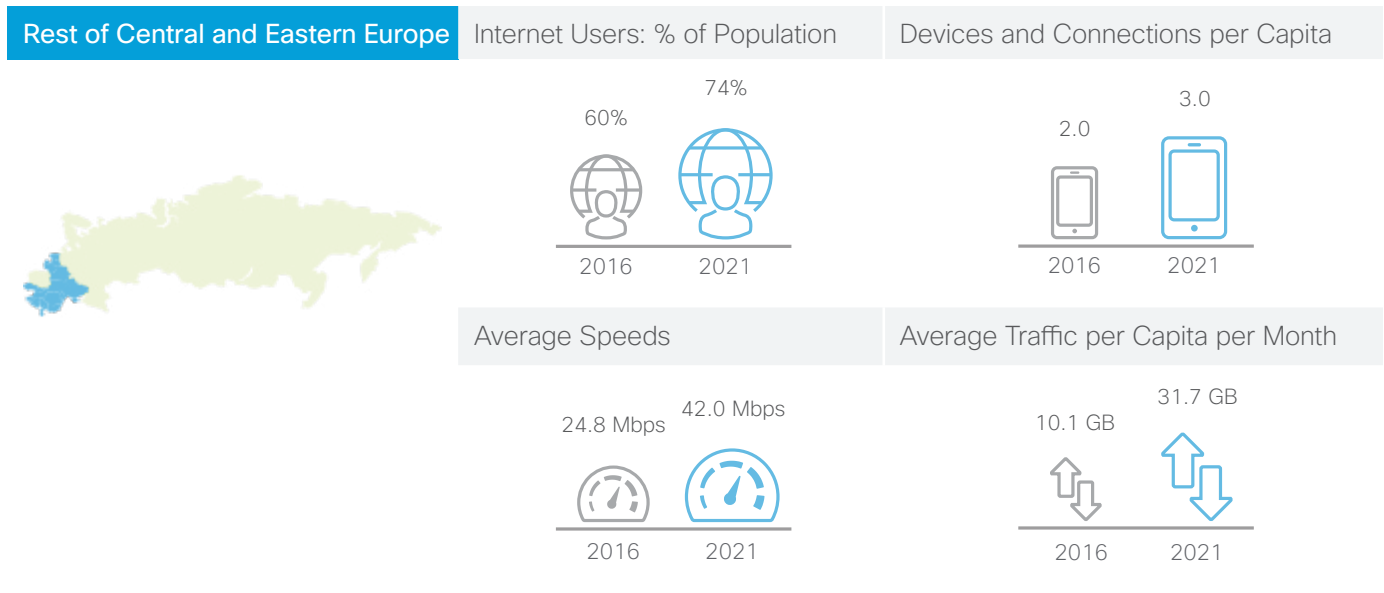 Rest of Central and Eastern Europe
Internet Users: % of Population
Devices and Connections per Capita
60%
74%
2016
2021
2.0
3.0
2016
2021
Average Speeds
Average Traffic per Capita per Month
24.8 Mbps
42.0 Mbps
2016
2021
10.1 GB
31.7 GB
2016
2021